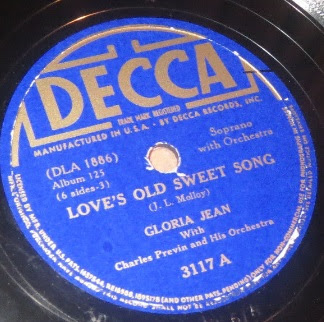 DECCA
TRADE MARK REGISTERED
MANUFACTURED IN U.S.A. • BY DECCA RECORDS, INC.
(DLA 1886)
Album 125
(6 sides-3)
Soprano
with Orchestra
LOVE'S OLD SWEET SONG
(J. L. Molloy)
GLORIA JEAN
With
Charles Previn and His Orchestra
3117 A